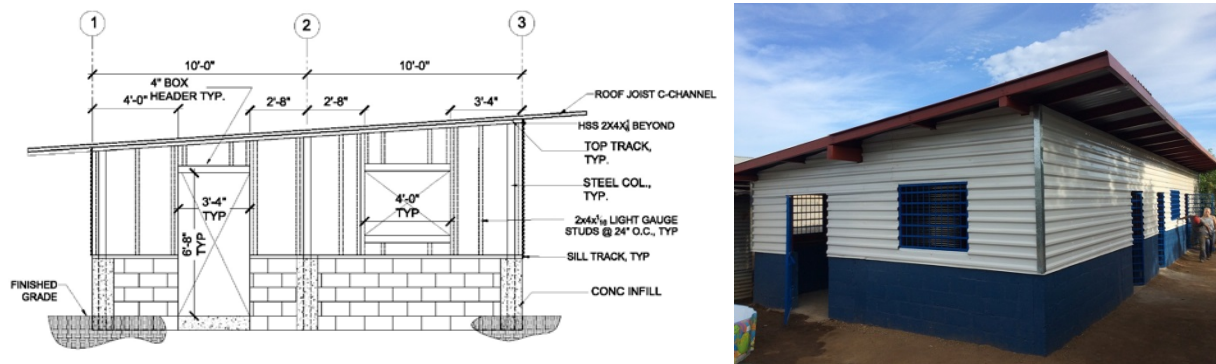 1
2
3
10'-0"
10'-0"
4" BOX
HEADER TYP.
4'-0"
2'-8"
2'-8"
3'-4"
ROOF JOIST C-CHANNEL
HSS 2X4X BEYOND
TOP TRACK,
TYP.
STEEL COL.,
TYP.
3'-4"
TYP
4'-0"
TYP
6'-8"
TYP
2x4x1/16 LIGHT GAUGE
STUDS @ 24" O.C., TYP
SILL TRACK, TYP
FINISHED
GRADE
CONC INFILL